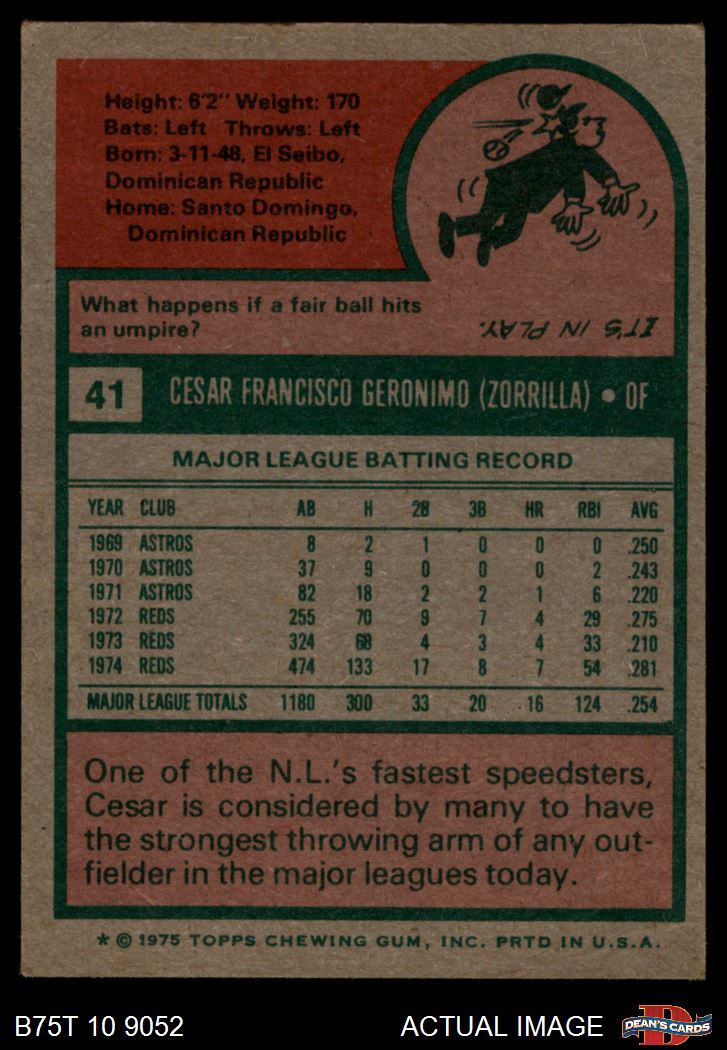 Height: 6'2" Weight: 170
Bats: Left Throws: Left
Born: 3-11-48, El Seibo,
Dominican Republic
Home: Santo Domingo,
Dominican Republic
What happens if a fair ball hits
an umpire?
IT'S IN PLAY.
41 CESAR FRANCISCO GERONIMO (ZORRILLA) • OF
MAJOR LEAGUE BATTING RECORD
YEAR CLUB AB H 2B 3B HR RBI AVG
1969 ASTROS 8 2 1 0 0 0 .250
1970 ASTROS 37 9 0 0 0 2 .243
1971 ASTROS 82 18 2 2 1 6 .220
1972 REDS 255 70 9 7 4 29 .275
1973 REDS 324 68 4 3 4 33 .210
1974 REDS 474 133 17 8 7 54 .281
MAJOR LEAGUE TOTALS 1180 300 33 20 16 124 .254
One of the N.L.'s fastest speedsters,
Cesar is considered by many to have
the strongest throwing arm of any out-
fielder in the major leagues today.
* © 1975 TOPPS CHEWING GUM, INC. PRTD IN U.S.A.
B75T 10 9052 ACTUAL IMAGE D DEAN'S CARDS